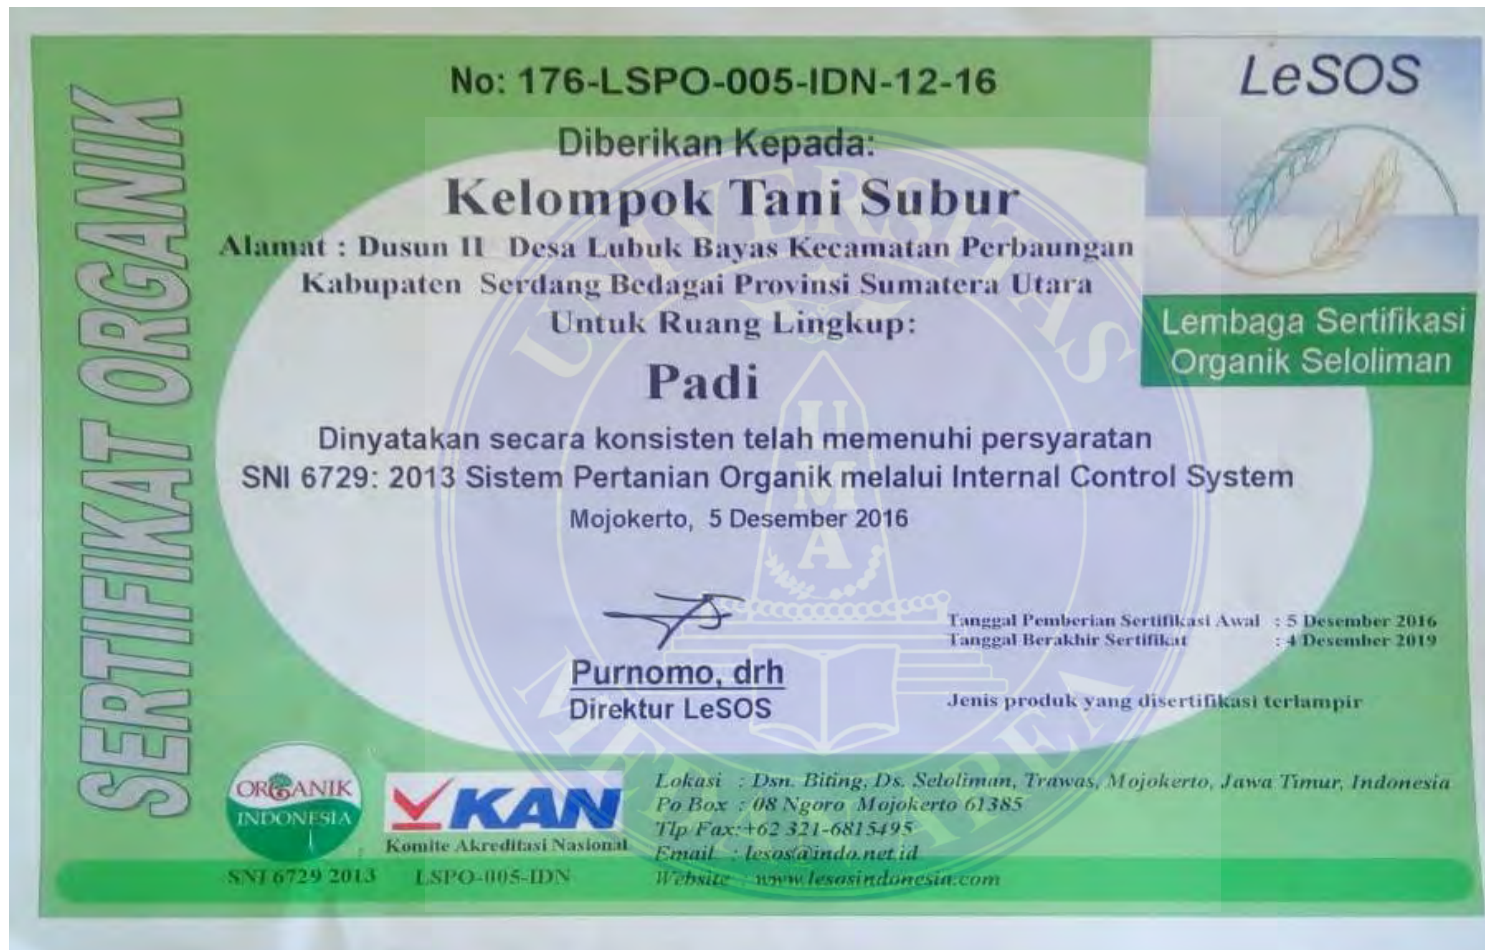 SERTIFIKAT ORGANIK
No: 176-LSPO-005-IDN-12-16
Diberikan Kepada:
Kelompok Tani Subur
Alamat : Dusun II Desa Lubuk Bayas Kecamatan Perbaungan
Kabupaten Serdang Bedagai Provinsi Sumatera Utara
Untuk Ruang Lingkup:
Padi
Dinyatakan secara konsisten telah memenuhi persyaratan
SNI 6729: 2013 Sistem Pertanian Organik melalui Internal Control System
Mojokerto, 5 Desember 2016
Purnomo, drh
Direktur LeSOS
Tanggal Pemberian Sertifikasi Awal : 5 Desember 2016
Tanggal Berakhir Sertifikat : 4 Desember 2019
Jenis produk yang disertifikasi terlampir
LeSOS
Lembaga Sertifikasi
Organik Seloliman
ORGANIK
INDONESIA
SNI 6729 2013
KAN
Komite Akreditasi Nasional
LSPO-005-IDN
Lokasi : Dsn. Biting, Ds. Seloliman, Trawas, Mojokerto, Jawa Timur, Indonesia
Po Box : 08 Ngoro Mojokerto 61385
Tlp Fax:+62 321-6815495
Email : lesos@indo.net.id
Website : www.lesosindonesia.com
UNIVERSITAS
MEDAN AREA
UMA